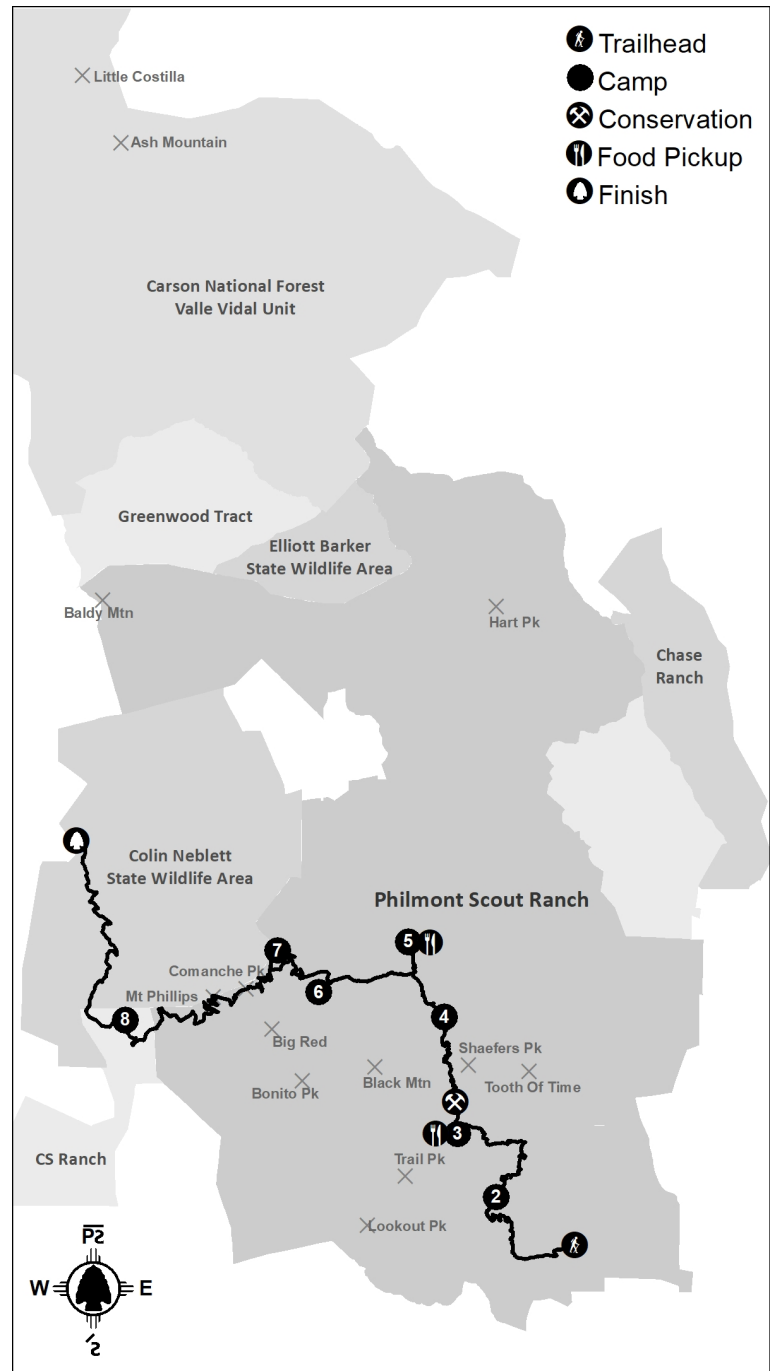 Trailhead
Camp
Conservation
Food Pickup
Finish
Little Costilla
Ash Mountain
Carson National Forest
Valle Vidal Unit
Greenwood Tract
Elliott Barker
State Wildlife Area
Baldy Mtn
Hart Pk
Chase
Ranch
Colin Neblett
State Wildlife Area
Philmont Scout Ranch
5
7
Comanche Pk
6
Mt Phillips
8
4
Big Red
Shaefers Pk
Black Mtn
Tooth Of Time
Bonito Pk
3
CS Ranch
Trail Pk
2
Lookout Pk
W
E